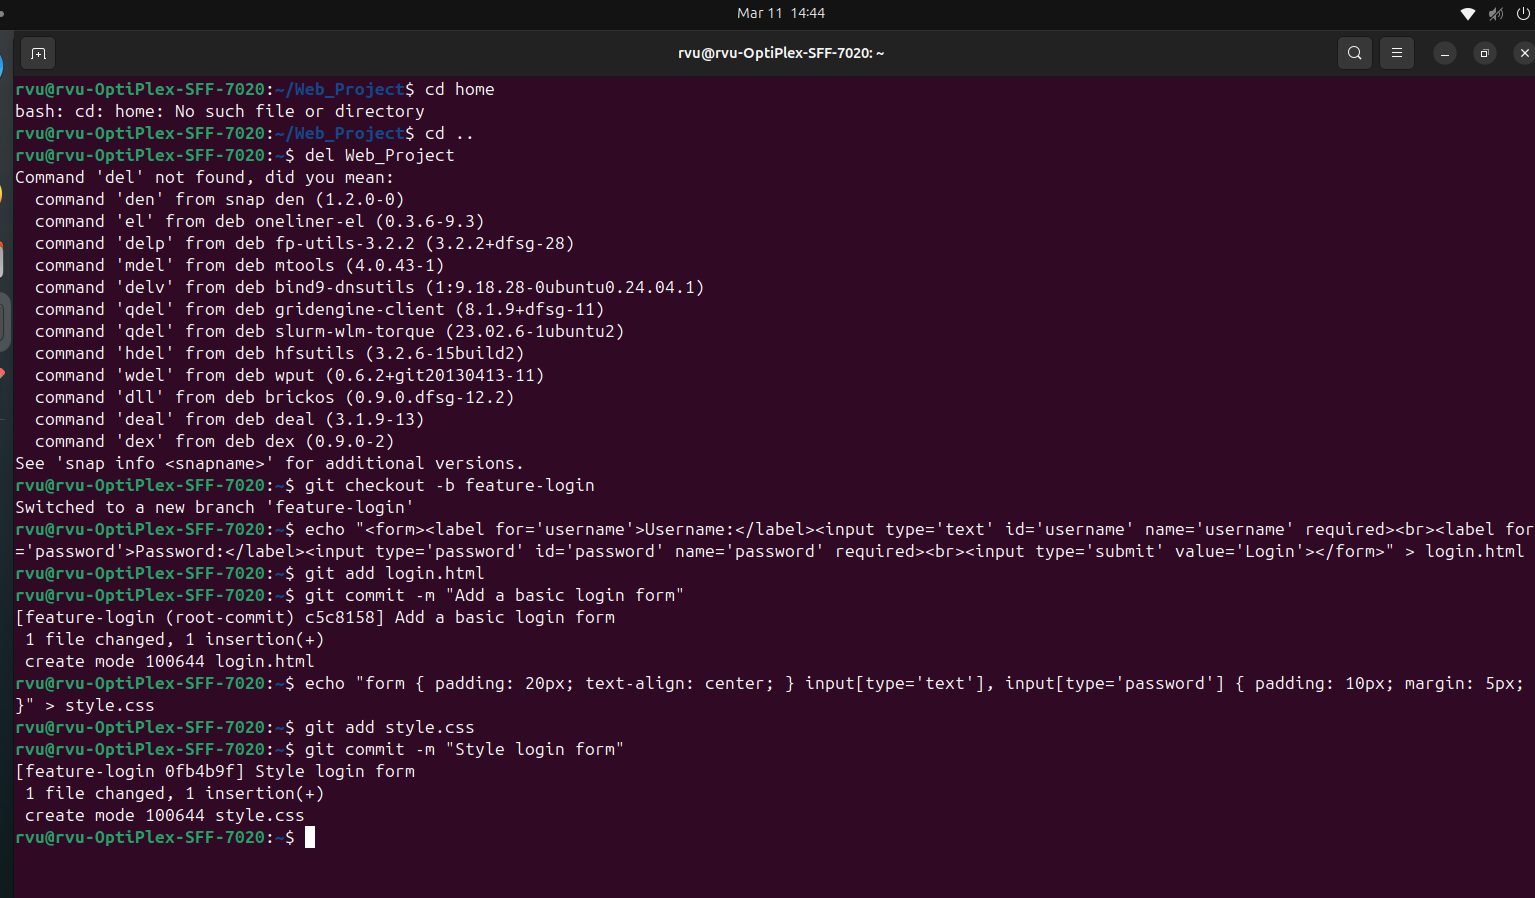 Mar 11 14:44
rvu@rvu-OptiPlex-SFF-7020: ~
rvu@rvu-OptiPlex-SFF-7020:~/Web_Project$ cd home
bash: cd: home: No such file or directory
rvu@rvu-OptiPlex-SFF-7020:~/Web_Project$ cd ..
rvu@rvu-OptiPlex-SFF-7020:~$ del Web_Project
Command 'del' not found, did you mean:
  command 'den' from snap den (1.2.0-0)
  command 'el' from deb oneliner-el (0.3.6-9.3)
  command 'delp' from deb fp-utils-3.2.2 (3.2.2+dfsg-28)
  command 'mdel' from deb mtools (4.0.43-1)
  command 'delv' from deb bind9-dnsutils (1:9.18.28-0ubuntu0.24.04.1)
  command 'qdel' from deb gridengine-client (8.1.9+dfsg-11)
  command 'qdel' from deb slurm-wlm-torque (23.02.6-1ubuntu2)
  command 'hdel' from deb hfsutils (3.2.6-15build2)
  command 'wdel' from deb wput (0.6.2+git20130413-11)
  command 'dll' from deb brickos (0.9.0.dfsg-12.2)
  command 'deal' from deb deal (3.1.9-13)
  command 'dex' from deb dex (0.9.0-2)
See 'snap info <snapname>' for additional versions.
rvu@rvu-OptiPlex-SFF-7020:~$ git checkout -b feature-login
Switched to a new branch 'feature-login'
rvu@rvu-OptiPlex-SFF-7020:~$ echo "<form><label for='username'>Username:</label><input type='text' id='username' name='username' required><br><label for
='password'>Password:</label><input type='password' id='password' name='password' required><br><input type='submit' value='Login'></form>" > login.html
rvu@rvu-OptiPlex-SFF-7020:~$ git add login.html
rvu@rvu-OptiPlex-SFF-7020:~$ git commit -m "Add a basic login form"
[feature-login (root-commit) c5c8158] Add a basic login form
 1 file changed, 1 insertion(+)
 create mode 100644 login.html
rvu@rvu-OptiPlex-SFF-7020:~$ echo "form { padding: 20px; text-align: center; } input[type='text'], input[type='password'] { padding: 10px; margin: 5px;
}" > style.css
rvu@rvu-OptiPlex-SFF-7020:~$ git add style.css
rvu@rvu-OptiPlex-SFF-7020:~$ git commit -m "Style login form"
[feature-login 0fb4b9f] Style login form
 1 file changed, 1 insertion(+)
 create mode 100644 style.css
rvu@rvu-OptiPlex-SFF-7020:~$